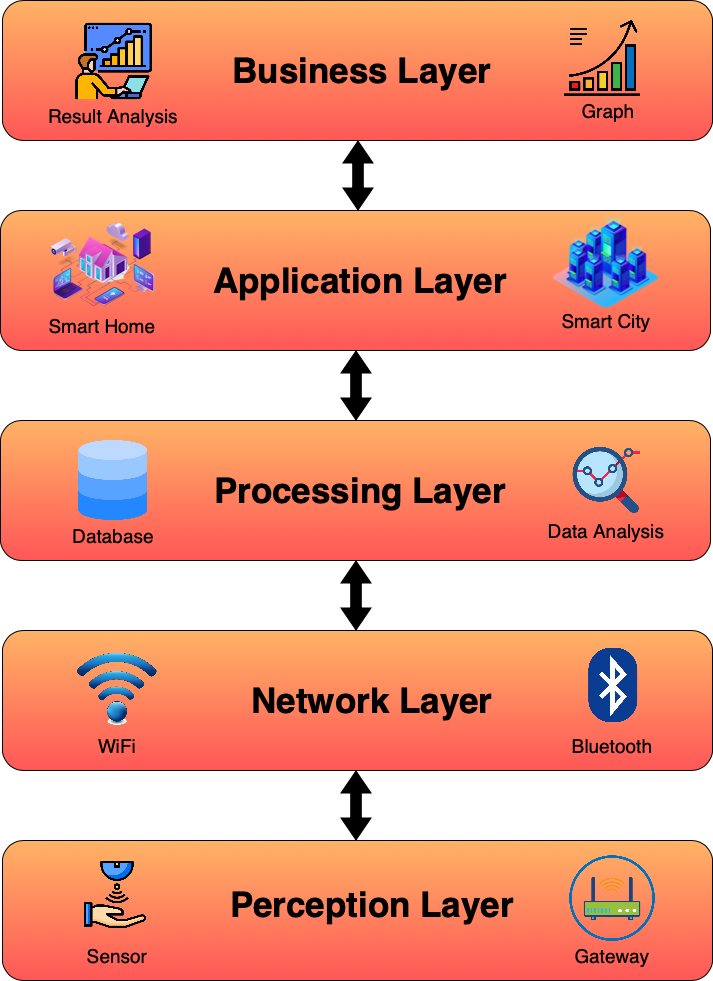 Business Layer
Result Analysis
Graph
Application Layer
Smart Home
Smart City
Processing Layer
Database
Data Analysis
Network Layer
WiFi
Bluetooth
Perception Layer
Sensor
Gateway